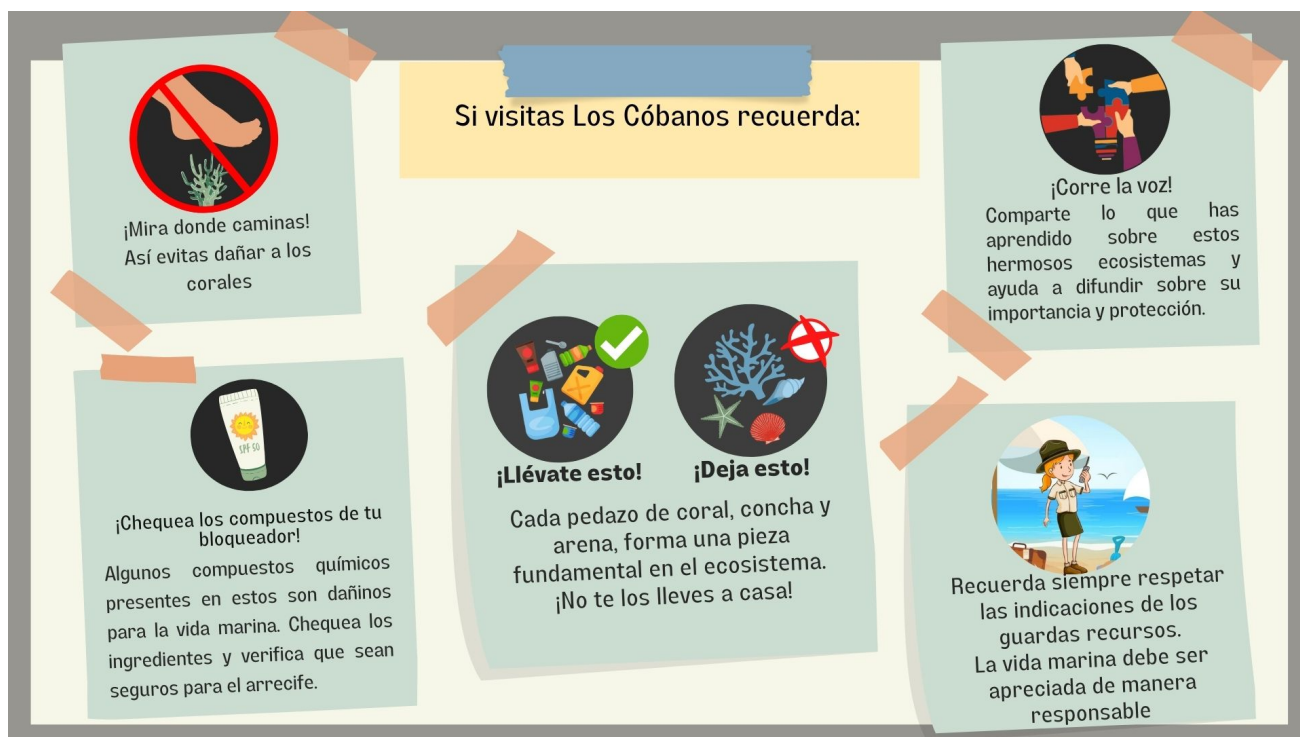 Si visitas Los Cóbanos recuerda:
¡Mira donde caminas!
Así evitas dañar a los
corales
¡Chequea los compuestos de tu
bloqueador!
Algunos compuestos químicos
presentes en estos son dañinos
para la vida marina. Chequea los
ingredientes y verifica que sean
seguros para el arrecife.
SPF 50
¡Llévate esto!
¡Deja esto!
Cada pedazo de coral, concha y
arena, forma una pieza
fundamental en el ecosistema.
¡No te los lleves a casa!
¡Corre la voz!
Comparte lo que has
aprendido sobre estos
hermosos ecosistemas y
ayuda a difundir sobre su
importancia y protección.
Recuerda siempre respetar
las indicaciones de los
guardas recursos.
La vida marina debe ser
apreciada de manera
responsable